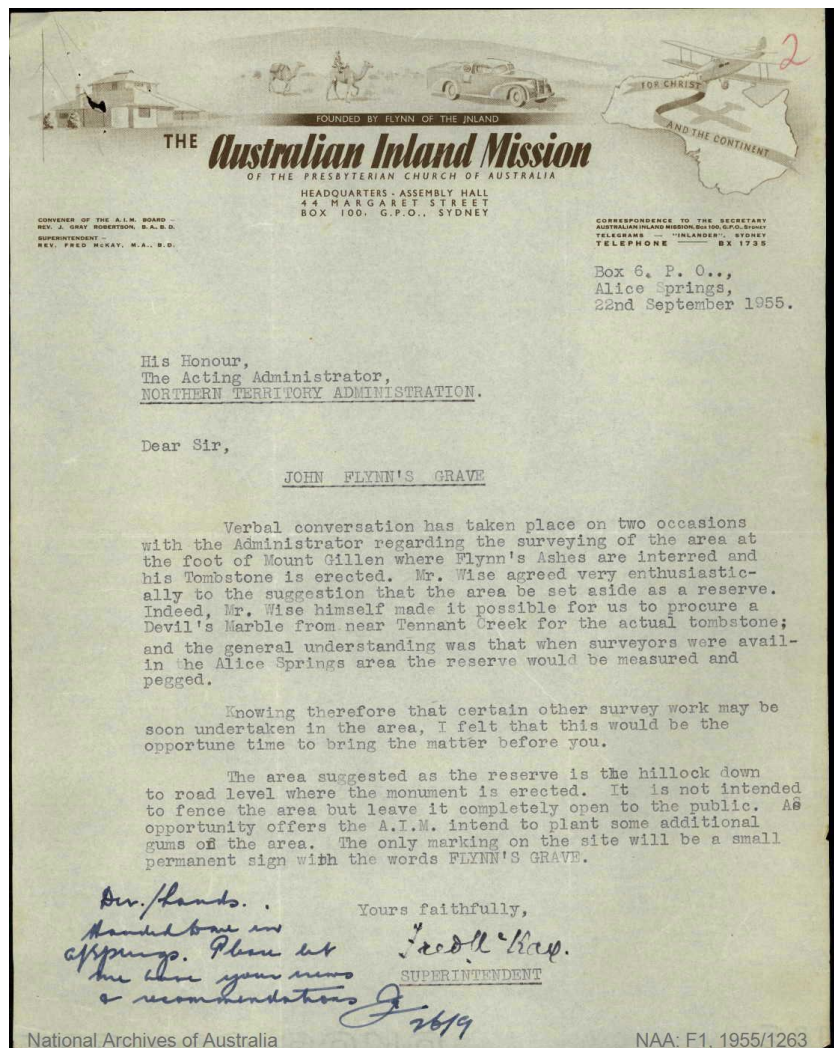 2
FOR CHRIST
AND THE CONTINENT
FOUNDED BY FLYNN OF THE INLAND
THE Australian Inland Mission
OF THE PRESBYTERIAN CHURCH OF AUSTRALIA
HEADQUARTERS - ASSEMBLY HALL
44 MARGARET STREET
BOX 100, G.P.O., SYDNEY
CONVENER OF THE A.I.M. BOARD –
REV. J. GRAY ROBERTSON, B.A., B.D.
SUPERINTENDENT –
REV. FRED McKAY, M.A., B.D.
CORRESPONDENCE TO THE SECRETARY
AUSTRALIAN INLAND MISSION, Box 100, G.P.O., SYDNEY
TELEGRAMS — "INLANDER", SYDNEY
TELEPHONE —— BX 1735
Box 6. P. O..,
Alice Springs,
22nd September 1955.
His Honour,
The Acting Administrator,
NORTHERN TERRITORY ADMINISTRATION.
Dear Sir,
JOHN FLYNN'S GRAVE
Verbal conversation has taken place on two occasions
with the Administrator regarding the surveying of the area at
the foot of Mount Gillen where Flynn's Ashes are interred and
his Tombstone is erected. Mr. Wise agreed very enthusiastic-
ally to the suggestion that the area be set aside as a reserve.
Indeed, Mr. Wise himself made it possible for us to procure a
Devil's Marble from near Tennant Creek for the actual tombstone;
and the general understanding was that when surveyors were avail-
in the Alice Springs area the reserve would be measured and
pegged.
Knowing therefore that certain other survey work may be
soon undertaken in the area, I felt that this would be the
opportune time to bring the matter before you.
The area suggested as the reserve is the hillock down
to road level where the monument is erected. It is not intended
to fence the area but leave it completely open to the public. As
opportunity offers the A.I.M. intend to plant some additional
gums of the area. The only marking on the site will be a small
permanent sign with the words FLYNN'S GRAVE.
Yours faithfully,
Fred McKay.
SUPERINTENDENT
Dir./Lands.
Handed to me in
A/Springs. Please let
me have your views
& recommendations
26/9
National Archives of Australia
NAA: F1, 1955/1263